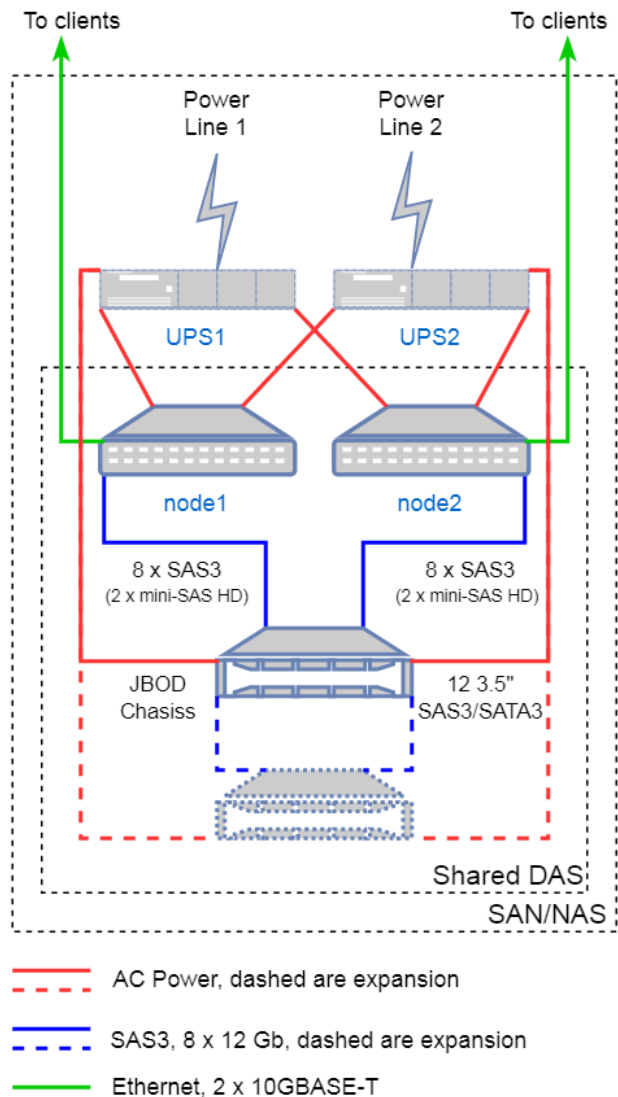 To clients
To clients
Power
Line 1
Power
Line 2
UPS1
UPS2
node1
node2
8 x SAS3
(2 x mini-SAS HD)
8 x SAS3
(2 x mini-SAS HD)
JBOD
Chasiss
12 3.5"
SAS3/SATA3
Shared DAS
SAN/NAS
AC Power, dashed are expansion
SAS3, 8 x 12 Gb, dashed are expansion
Ethernet, 2 x 10GBASE-T